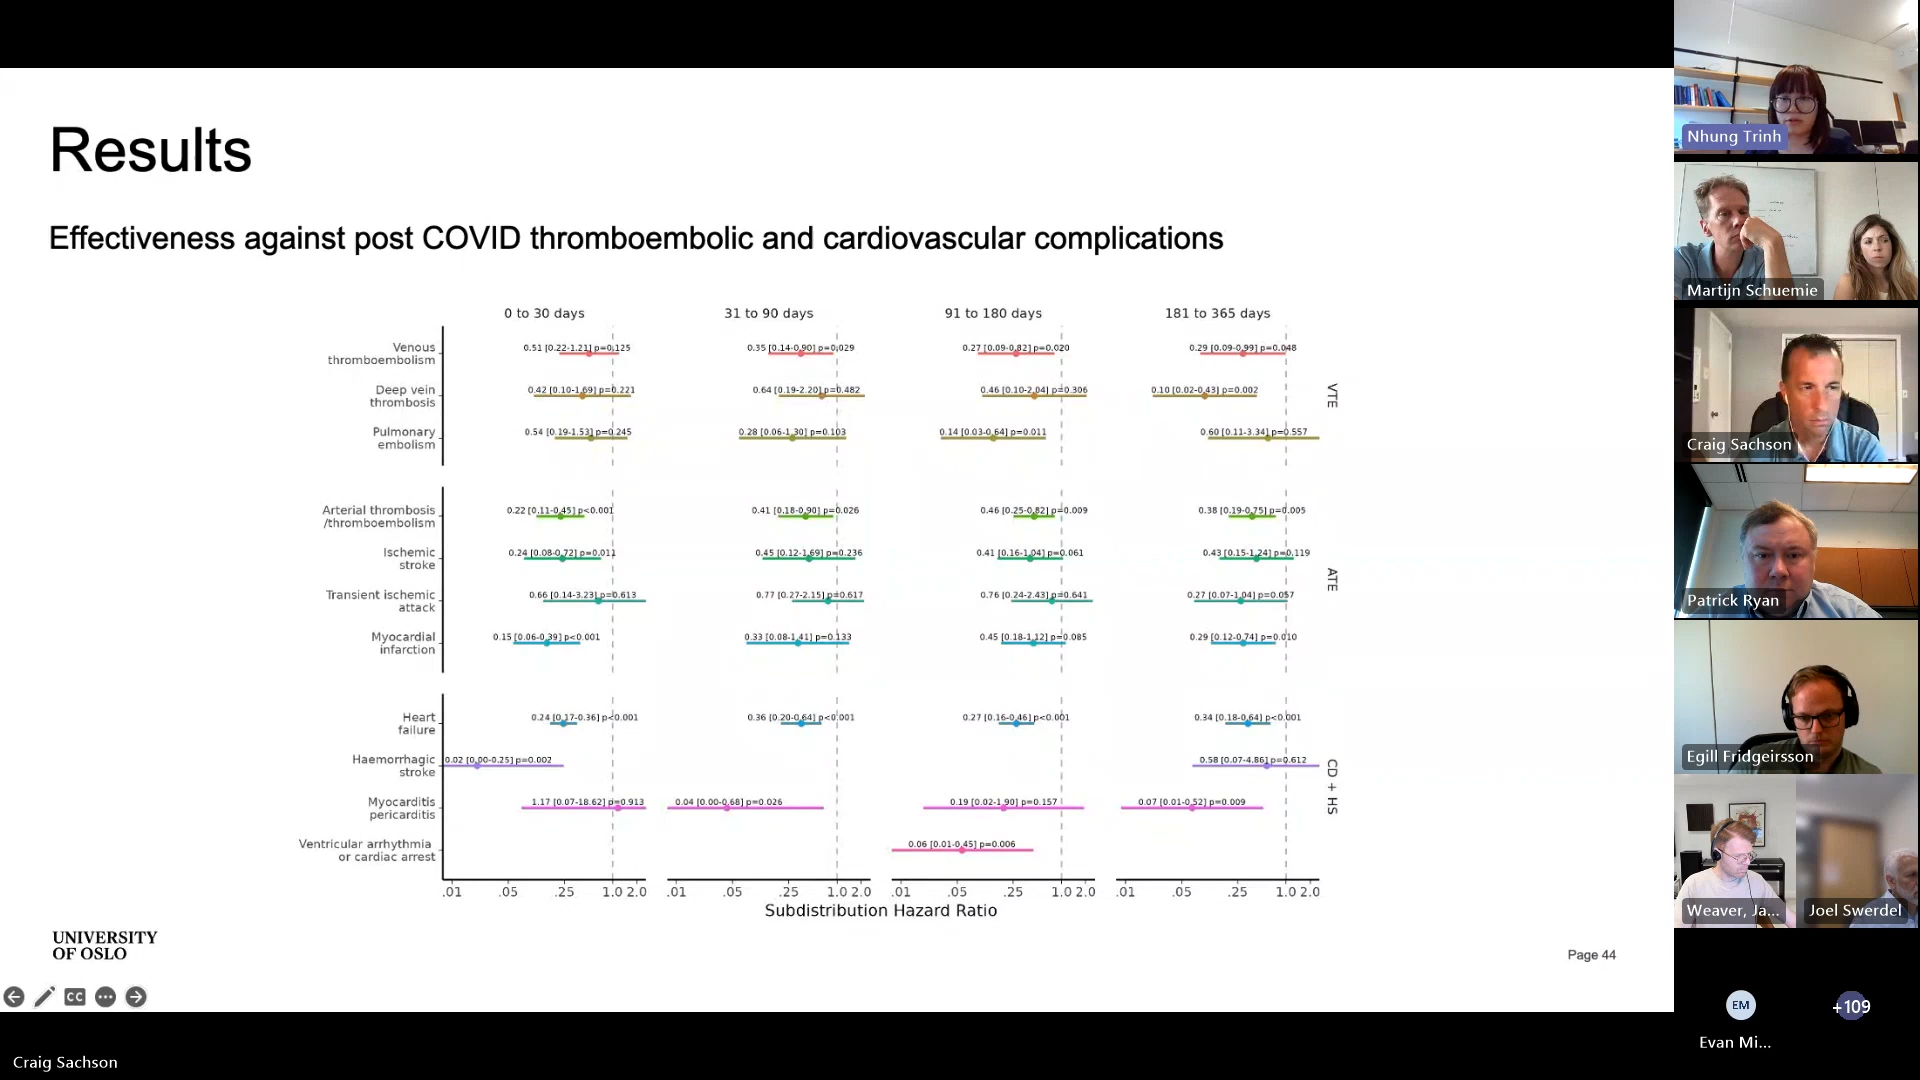 Results
Effectiveness against post COVID thromboembolic and cardiovascular complications
0 to 30 days 31 to 90 days 91 to 180 days 181 to 365 days
Venous
thromboembolism
0.51 [0.22-1.21] p=0.125 0.35 [0.14-0.90] p=0.029 0.27 [0.09-0.82] p=0.020 0.29 [0.09-0.99] p=0.048
Deep vein
thrombosis
0.42 [0.10-1.69] p=0.221 0.64 [0.19-2.20] p=0.482 0.46 [0.10-2.04] p=0.306 0.10 [0.02-0.43] p=0.002
Pulmonary
embolism
0.54 [0.19-1.53] p=0.245 0.28 [0.06-1.30] p=0.103 0.14 [0.03-0.64] p=0.011 0.60 [0.11-3.34] p=0.557
VTE
Arterial thrombosis
/thromboembolism
0.22 [0.11-0.45] p<0.001 0.41 [0.18-0.90] p=0.026 0.46 [0.25-0.82] p=0.009 0.38 [0.19-0.75] p=0.005
Ischemic
stroke
0.24 [0.08-0.72] p=0.011 0.45 [0.12-1.69] p=0.236 0.41 [0.16-1.04] p=0.061 0.43 [0.15-1.24] p=0.119
Transient ischemic
attack
0.66 [0.14-3.23] p=0.613 0.77 [0.27-2.15] p=0.617 0.76 [0.24-2.43] p=0.641 0.27 [0.07-1.04] p=0.057
Myocardial
infarction
0.15 [0.06-0.39] p<0.001 0.33 [0.08-1.41] p=0.133 0.45 [0.18-1.12] p=0.085 0.29 [0.12-0.74] p=0.010
ATE
Heart
failure
0.24 [0.17-0.36] p<0.001 0.36 [0.20-0.64] p<0.001 0.27 [0.16-0.46] p<0.001 0.34 [0.18-0.64] p<0.001
Haemorrhagic
stroke
0.02 [0.00-0.25] p=0.002 0.58 [0.07-4.86] p=0.612
Myocarditis
pericarditis
1.17 [0.07-18.62] p=0.913 0.04 [0.00-0.68] p=0.026 0.19 [0.02-1.90] p=0.157 0.07 [0.01-0.52] p=0.009
Ventricular arrhythmia
or cardiac arrest
0.06 [0.01-0.45] p=0.006
CD + HS
.01 .05 .25 1.0 2.0 .01 .05 .25 1.0 2.0 .01 .05 .25 1.0 2.0 .01 .05 .25 1.0 2.0
Subdistribution Hazard Ratio
UNIVERSITY
OF OSLO
Page 44
CC
Craig Sachson
Nhung Trinh
Martijn Schuemie
Craig Sachson
Patrick Ryan
Egill Fridgeirsson
Weaver, Ja...
Joel Swerdel
EM
+109
Evan Mi...